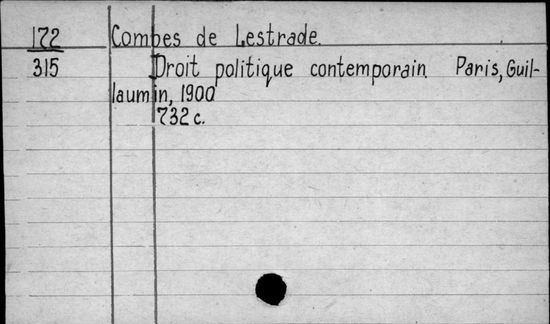 172 Combes de Lestrade.
315 Droit politique contemporain. Paris, Guil-
laumin, 1900
732 c.